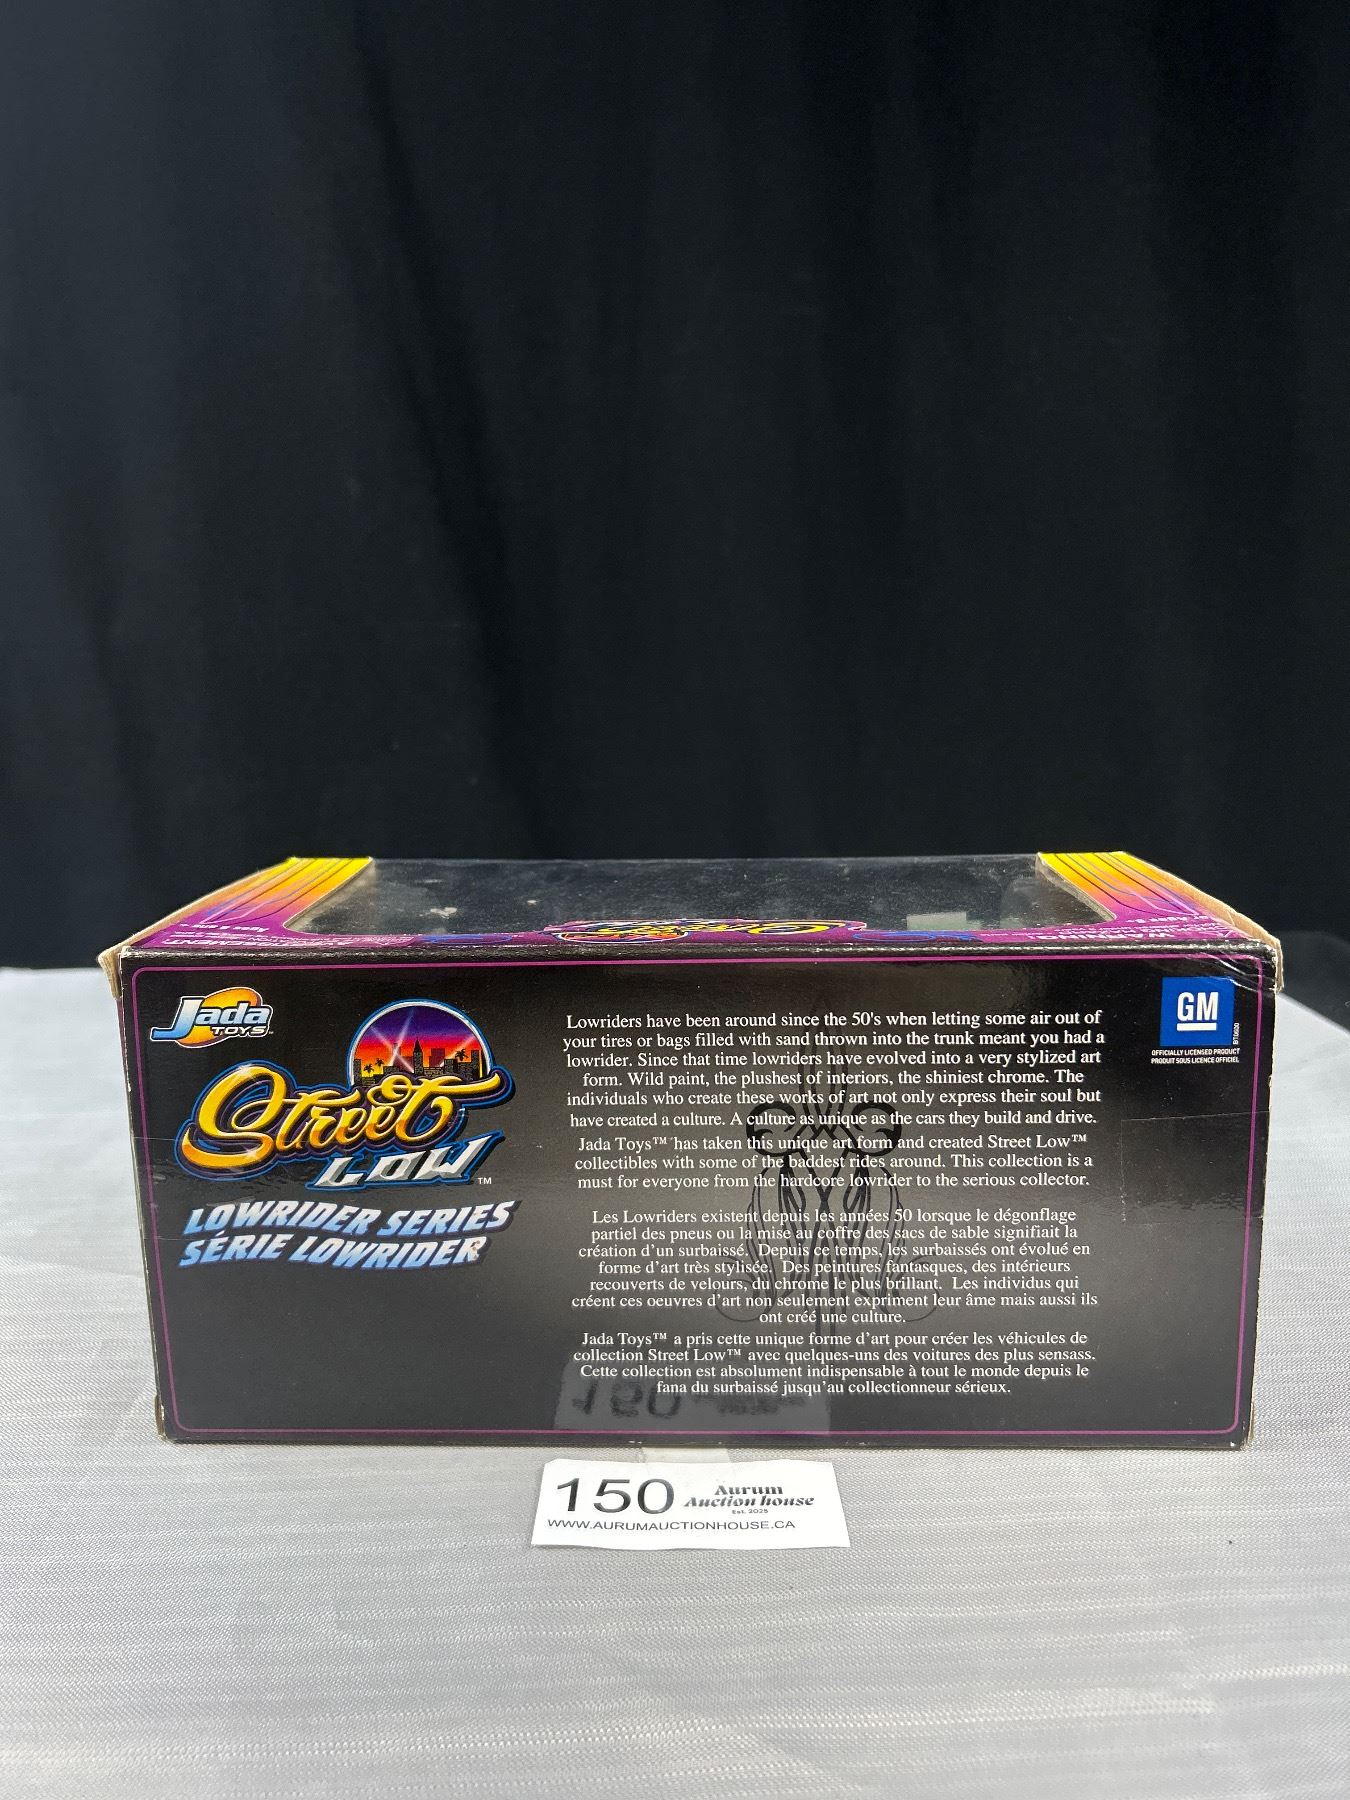 Jada
TOYS
Street
LOW™
LOWRIDER SERIES
SÉRIE LOWRIDER
Lowriders have been around since the 50's when letting some air out of
your tires or bags filled with sand thrown into the trunk meant you had a
lowrider. Since that time lowriders have evolved into a very stylized art
form. Wild paint, the plushest of interiors, the shiniest chrome. The
individuals who create these works of art not only express their soul but
have created a culture. A culture as unique as the cars they build and drive.
Jada Toys™ has taken this unique art form and created Street Low™
collectibles with some of the baddest rides around. This collection is a
must for everyone from the hardcore lowrider to the serious collector.
Les Lowriders existent depuis les années 50 lorsque le dégonflage
partiel des pneus ou la mise au coffre des sacs de sable signifiait la
création d'un surbaissé. Depuis ce temps, les surbaissés ont évolué en
forme d'art très stylisée. Des peintures fantasques, des intérieurs
recouverts de velours, du chrome le plus brillant. Les individus qui
créent ces oeuvres d'art non seulement expriment leur âme mais aussi ils
ont créé une culture.
Jada Toys™ a pris cette unique forme d'art pour créer les véhicules de
collection Street Low™ avec quelques-uns des voitures des plus sensass.
Cette collection est absolument indispensable à tout le monde depuis le
fana du surbaissé jusqu'au collectionneur sérieux.
GM
OFFICIALLY LICENSED PRODUCT
PRODUIT SOUS LICENCE OFFICIEL
150
Aurum
Auction house
Est. 2025
WWW.AURUMAUCTIONHOUSE.CA